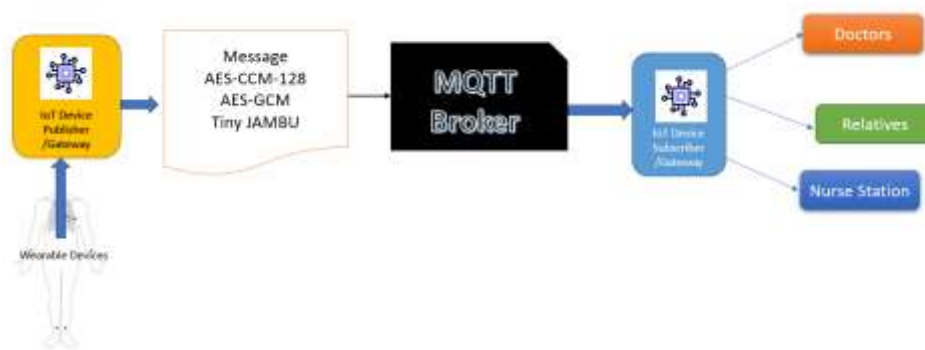 IoT Device
Publisher
/Gateway
Wearable Devices
Message
AES-CCM-128
AES-GCM
Tiny JAMBU
MQTT
Broker
IoT Device
Subscriber
/Gateway
Doctors
Relatives
Nurse Station